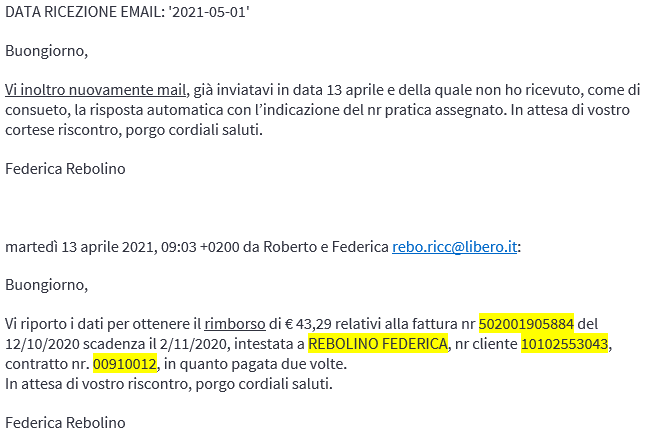 DATA RICEZIONE EMAIL: '2021-05-01'
Buongiorno,
Vi inoltro nuovamente mail, già inviatavi in data 13 aprile e della quale non ho ricevuto, come di
consueto, la risposta automatica con l’indicazione del nr pratica assegnato. In attesa di vostro
cortese riscontro, porgo cordiali saluti.
Federica Rebolino
martedì 13 aprile 2021, 09:03 +0200 da Roberto e Federica rebo.ricc@libero.it:
Buongiorno,
Vi riporto i dati per ottenere il rimborso di € 43,29 relativi alla fattura nr 502001905884 del
12/10/2020 scadenza il 2/11/2020, intestata a REBOLINO FEDERICA, nr cliente 10102553043,
contratto nr. 00910012, in quanto pagata due volte.
In attesa di vostro riscontro, porgo cordiali saluti.
Federica Rebolino